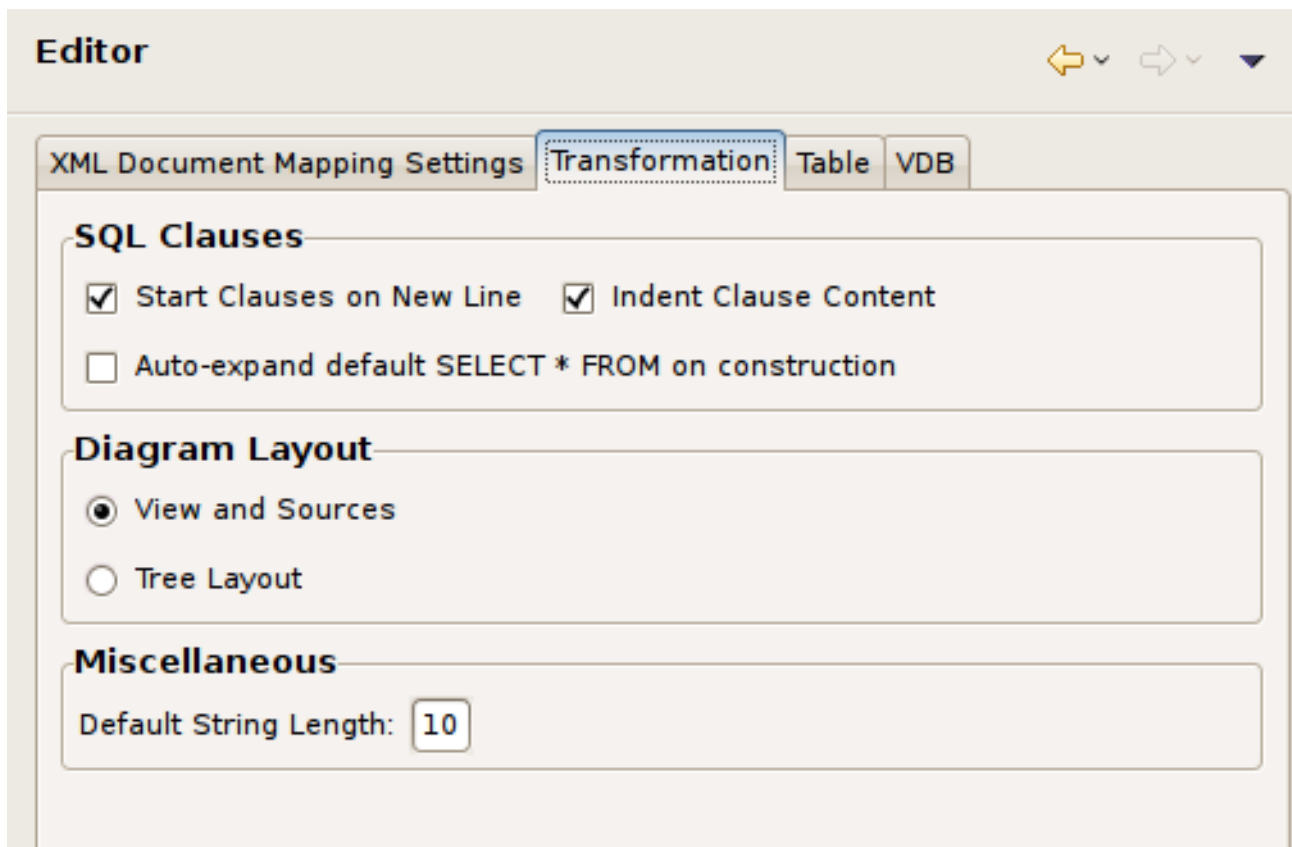 Editor
XML Document Mapping Settings Transformation Table VDB
SQL Clauses
Start Clauses on New Line Indent Clause Content
Auto-expand default SELECT * FROM on construction
Diagram Layout
View and Sources
Tree Layout
Miscellaneous
Default String Length: 10